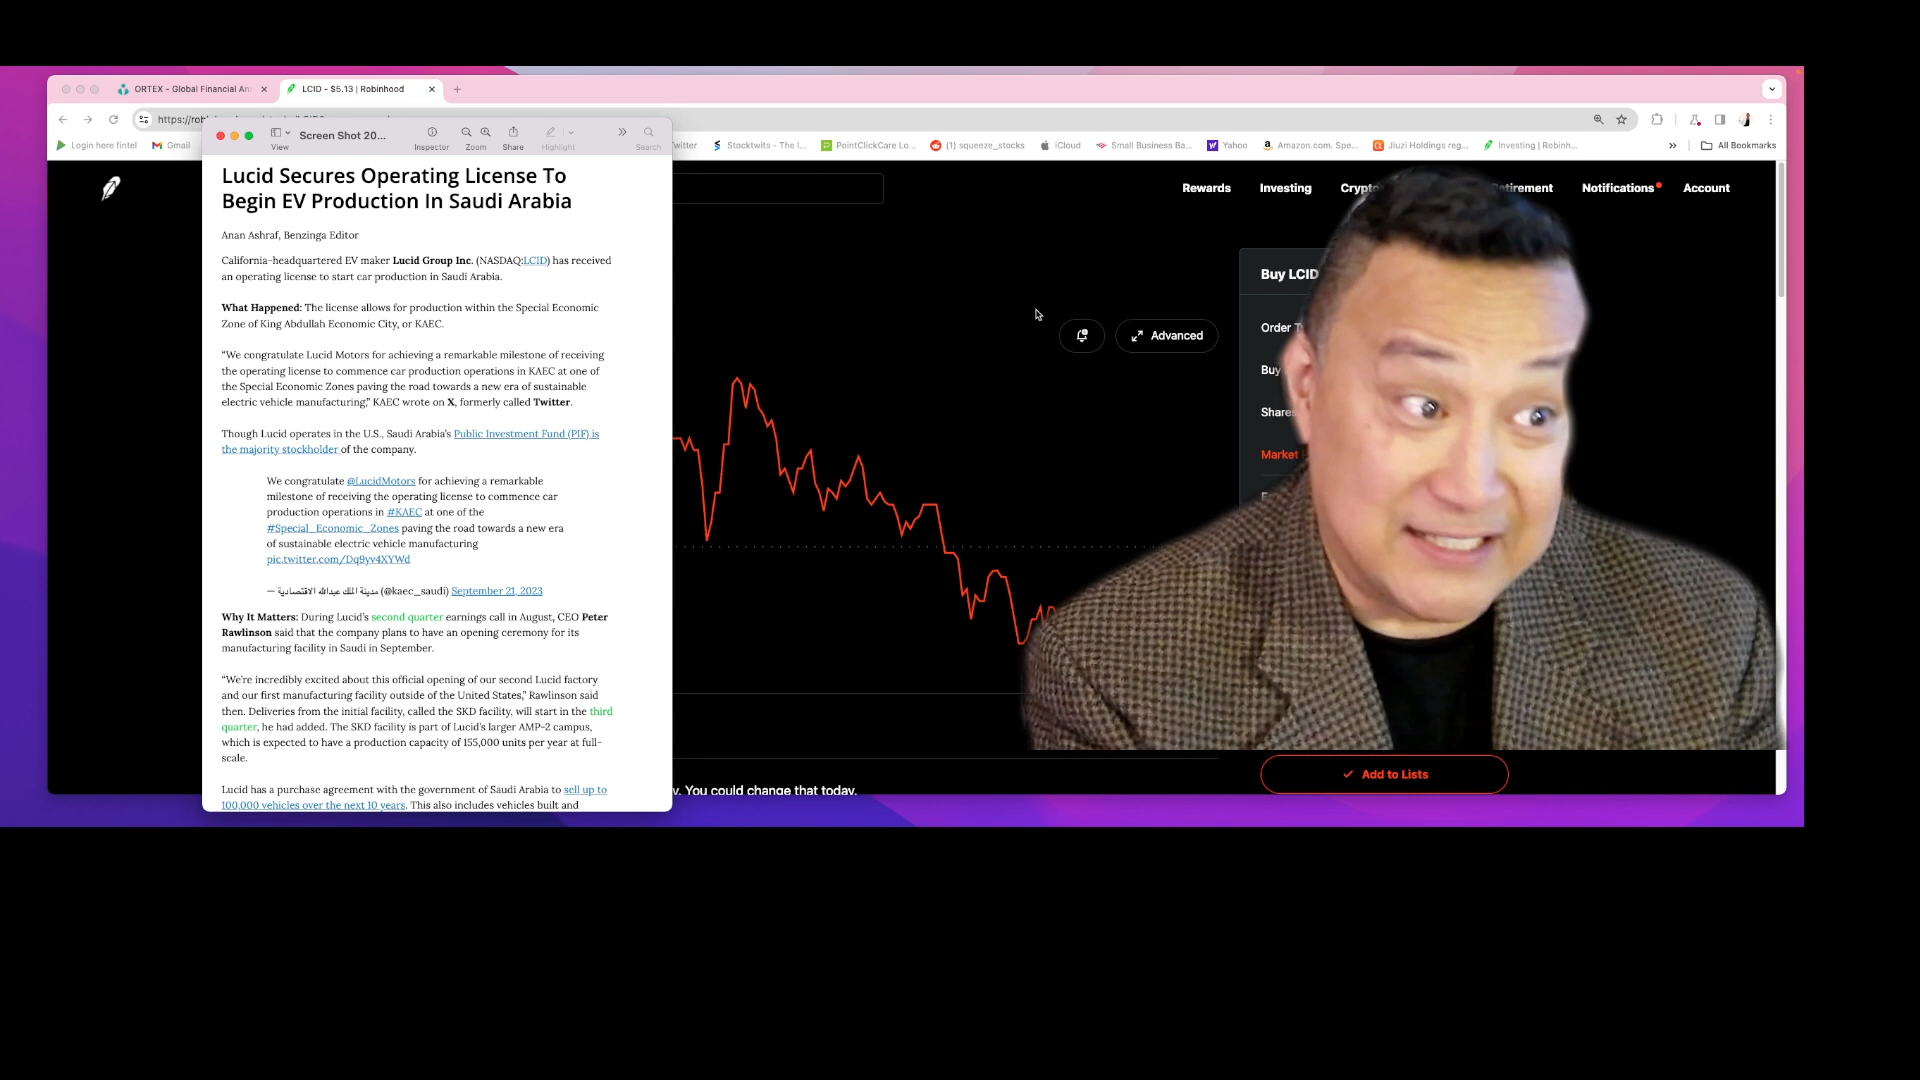 ORTEX - Global Financial An
LCID - $5.13 | Robinhood
https://rob
Login here fintel
Gmail
witter
Stocktwits - The l...
PointClickCare Lo...
(1) squeeze_stocks
iCloud
Small Business Ba...
Yahoo
Amazon.com. Spe...
Jiuzi Holdings reg...
Investing | Robinh...
All Bookmarks
Screen Shot 20...
View
Inspector
Zoom
Share
Highlight
Search
Rewards
Investing
Crypto
Retirement
Notifications
Account
Lucid Secures Operating License To
Begin EV Production In Saudi Arabia
Anan Ashraf, Benzinga Editor
California-headquartered EV maker Lucid Group Inc. (NASDAQ:LCID) has received
an operating license to start car production in Saudi Arabia.
What Happened: The license allows for production within the Special Economic
Zone of King Abdullah Economic City, or KAEC.
“We congratulate Lucid Motors for achieving a remarkable milestone of receiving
the operating license to commence car production operations in KAEC at one of
the Special Economic Zones paving the road towards a new era of sustainable
electric vehicle manufacturing,” KAEC wrote on X, formerly called Twitter.
Though Lucid operates in the U.S., Saudi Arabia’s Public Investment Fund (PIF) is
the majority stockholder of the company.
We congratulate @LucidMotors for achieving a remarkable
milestone of receiving the operating license to commence car
production operations in #KAEC at one of the
#Special_Economic_Zones paving the road towards a new era
of sustainable electric vehicle manufacturing
pic.twitter.com/Dq9yv4XYWd
— مدينة الملك عبدالله الاقتصادية (@kaec_saudi) September 21, 2023
Why It Matters: During Lucid’s second quarter earnings call in August, CEO Peter
Rawlinson said that the company plans to have an opening ceremony for its
manufacturing facility in Saudi in September.
“We’re incredibly excited about this official opening of our second Lucid factory
and our first manufacturing facility outside of the United States,” Rawlinson said
then. Deliveries from the initial facility, called the SKD facility, will start in the third
quarter, he had added. The SKD facility is part of Lucid’s larger AMP-2 campus,
which is expected to have a production capacity of 155,000 units per year at full-
scale.
Lucid has a purchase agreement with the government of Saudi Arabia to sell up to
100,000 vehicles over the next 10 years. This also includes vehicles built and
Advanced
Buy LCID
Order T
Buy
Shares
Market
Add to Lists
y. You could change that today.